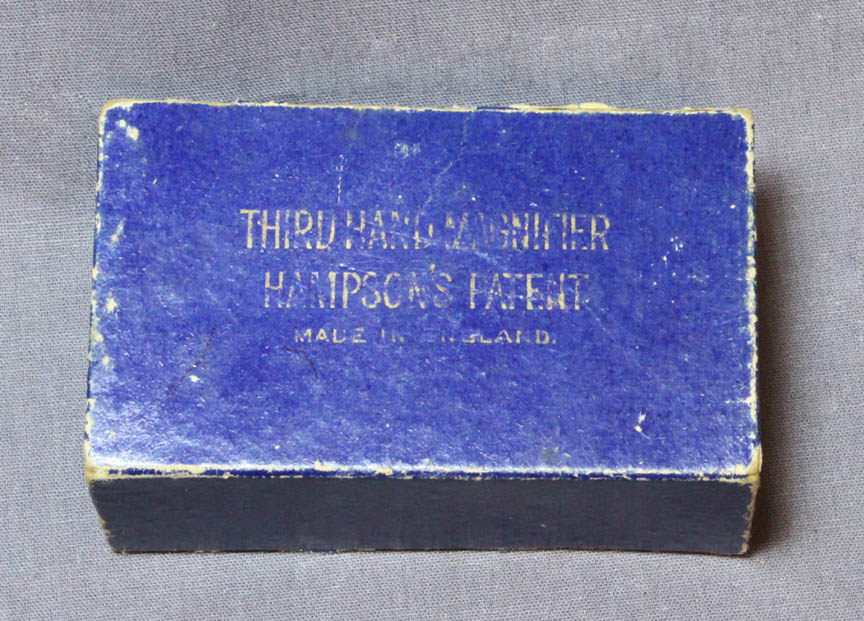 THIRD HAND MAGNIFIER
HAMPSON'S PATENT
MADE IN ENGLAND.